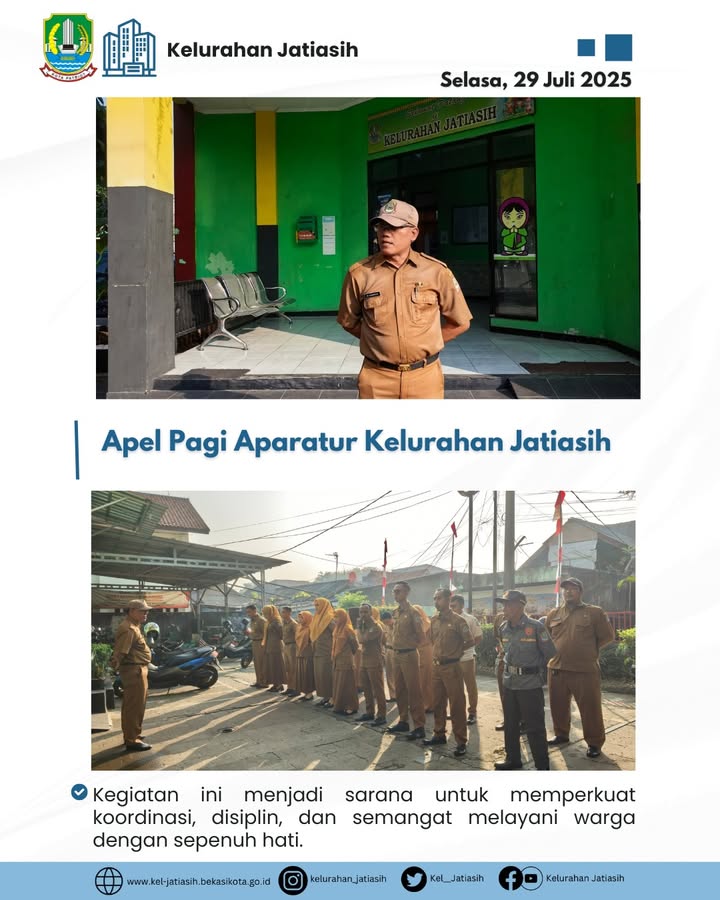 Kelurahan Jatiasih
Selasa, 29 Juli 2025
KELURAHAN JATIASIH
Apel Pagi Aparatur Kelurahan Jatiasih
Kegiatan ini menjadi sarana untuk memperkuat
koordinasi, disiplin, dan semangat melayani warga
dengan sepenuh hati.
www.kel-jatiasih.bekasikota.go.id
kelurahan_jatiasih
Kel__Jatiasih
Kelurahan Jatiasih